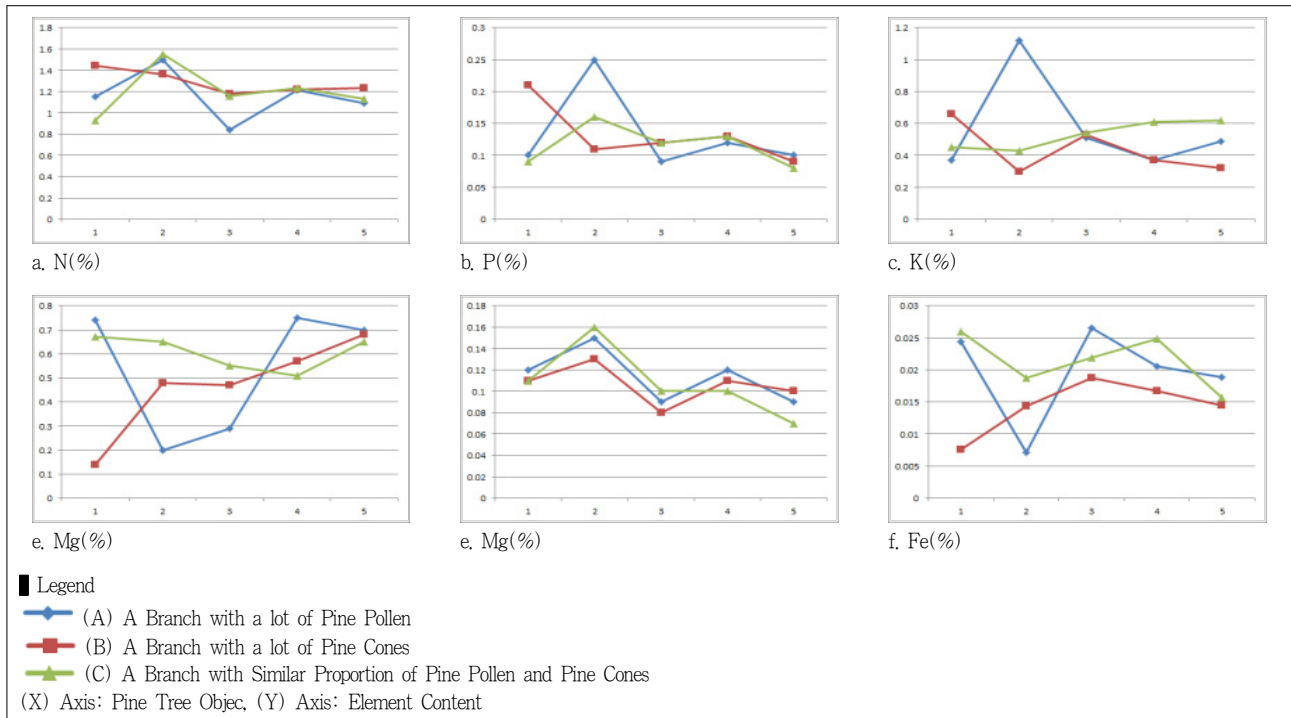 1.8
1.6
1.4
1.2
1
0.8
0.6
0.4
0.2
0
1 2 3 4 5
a. N(%)
0.3
0.25
0.2
0.15
0.1
0.05
0
1 2 3 4 5
b. P(%)
1.2
1
0.8
0.6
0.4
0.2
0
1 2 3 4 5
c. K(%)
0.8
0.7
0.6
0.5
0.4
0.3
0.2
0.1
0
1 2 3 4 5
e. Mg(%)
0.18
0.16
0.14
0.12
0.1
0.08
0.06
0.04
0.02
0
1 2 3 4 5
e. Mg(%)
0.03
0.025
0.02
0.015
0.01
0.005
0
1 2 3 4 5
f. Fe(%)
Legend
(A) A Branch with a lot of Pine Pollen
(B) A Branch with a lot of Pine Cones
(C) A Branch with Similar Proportion of Pine Pollen and Pine Cones
(X) Axis: Pine Tree Objec, (Y) Axis: Element Content